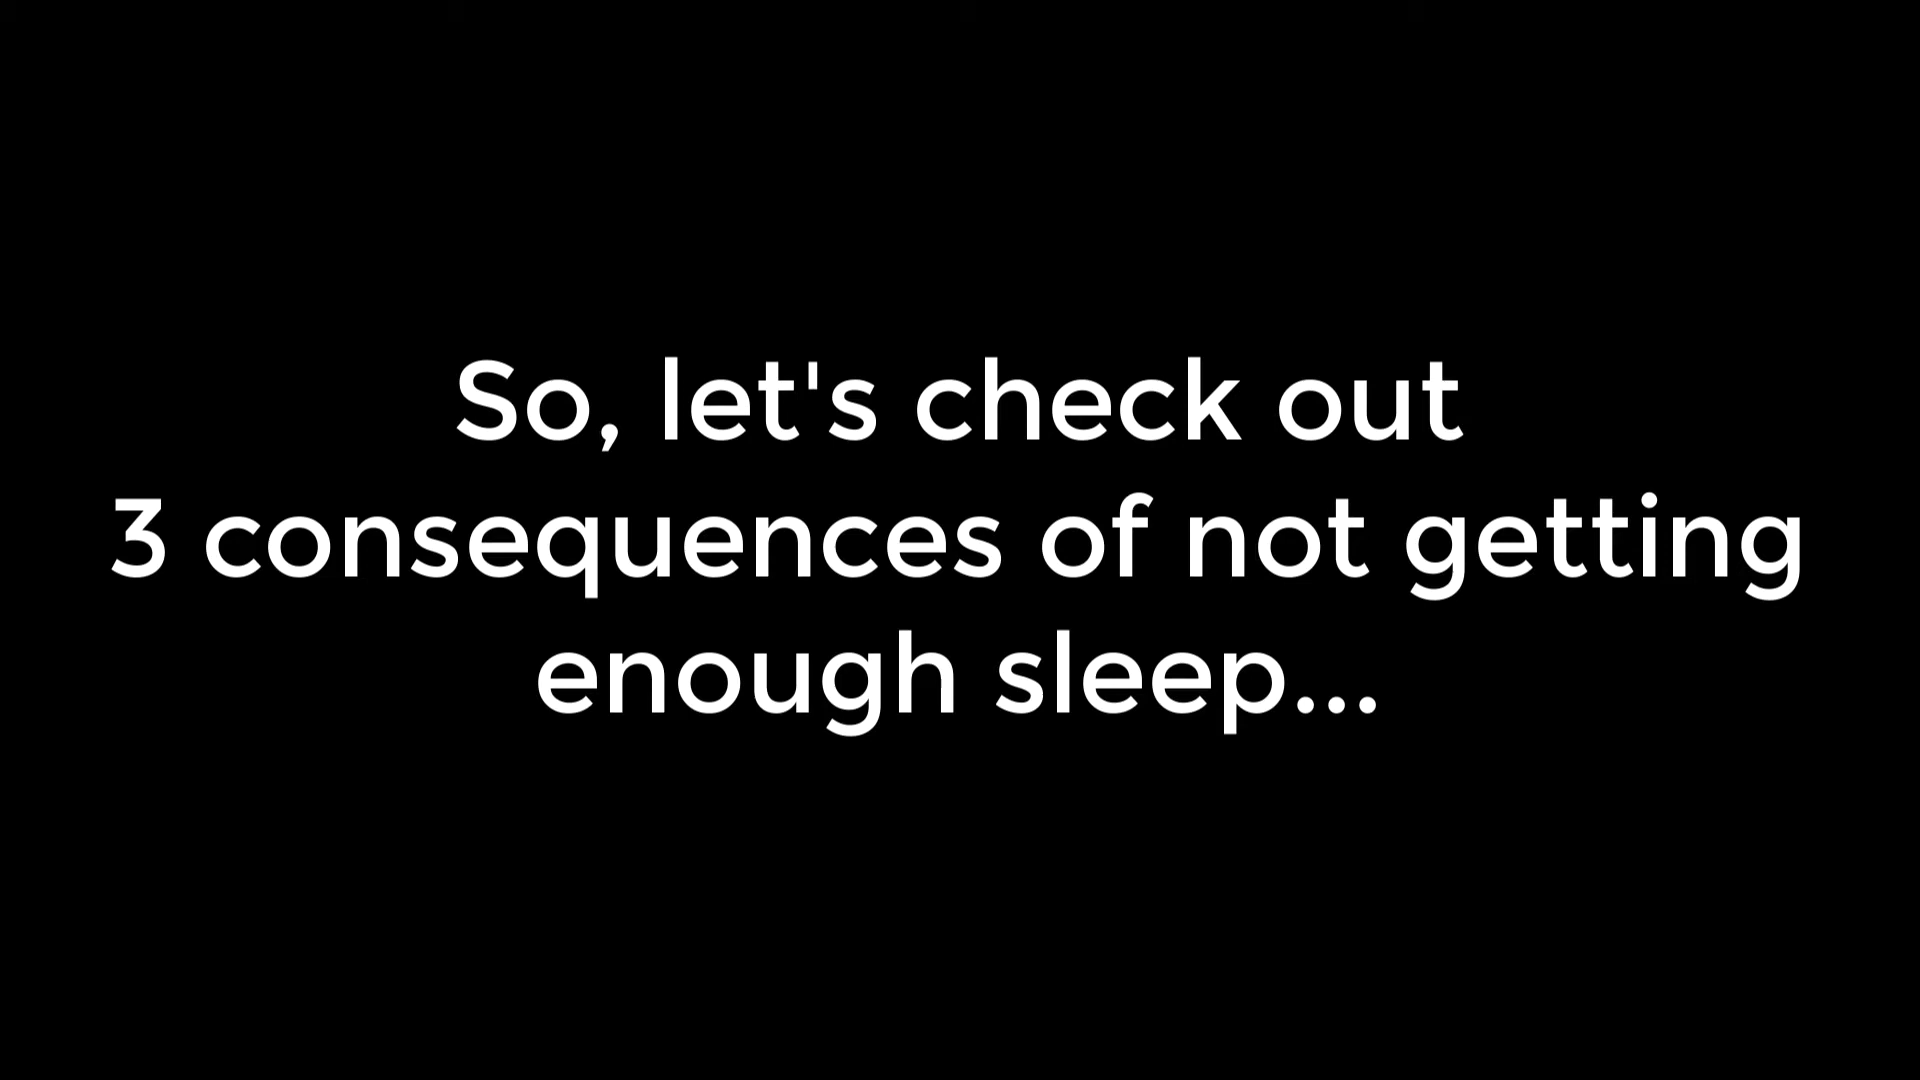 So, let's check out
3 consequences of not getting
enough sleep...